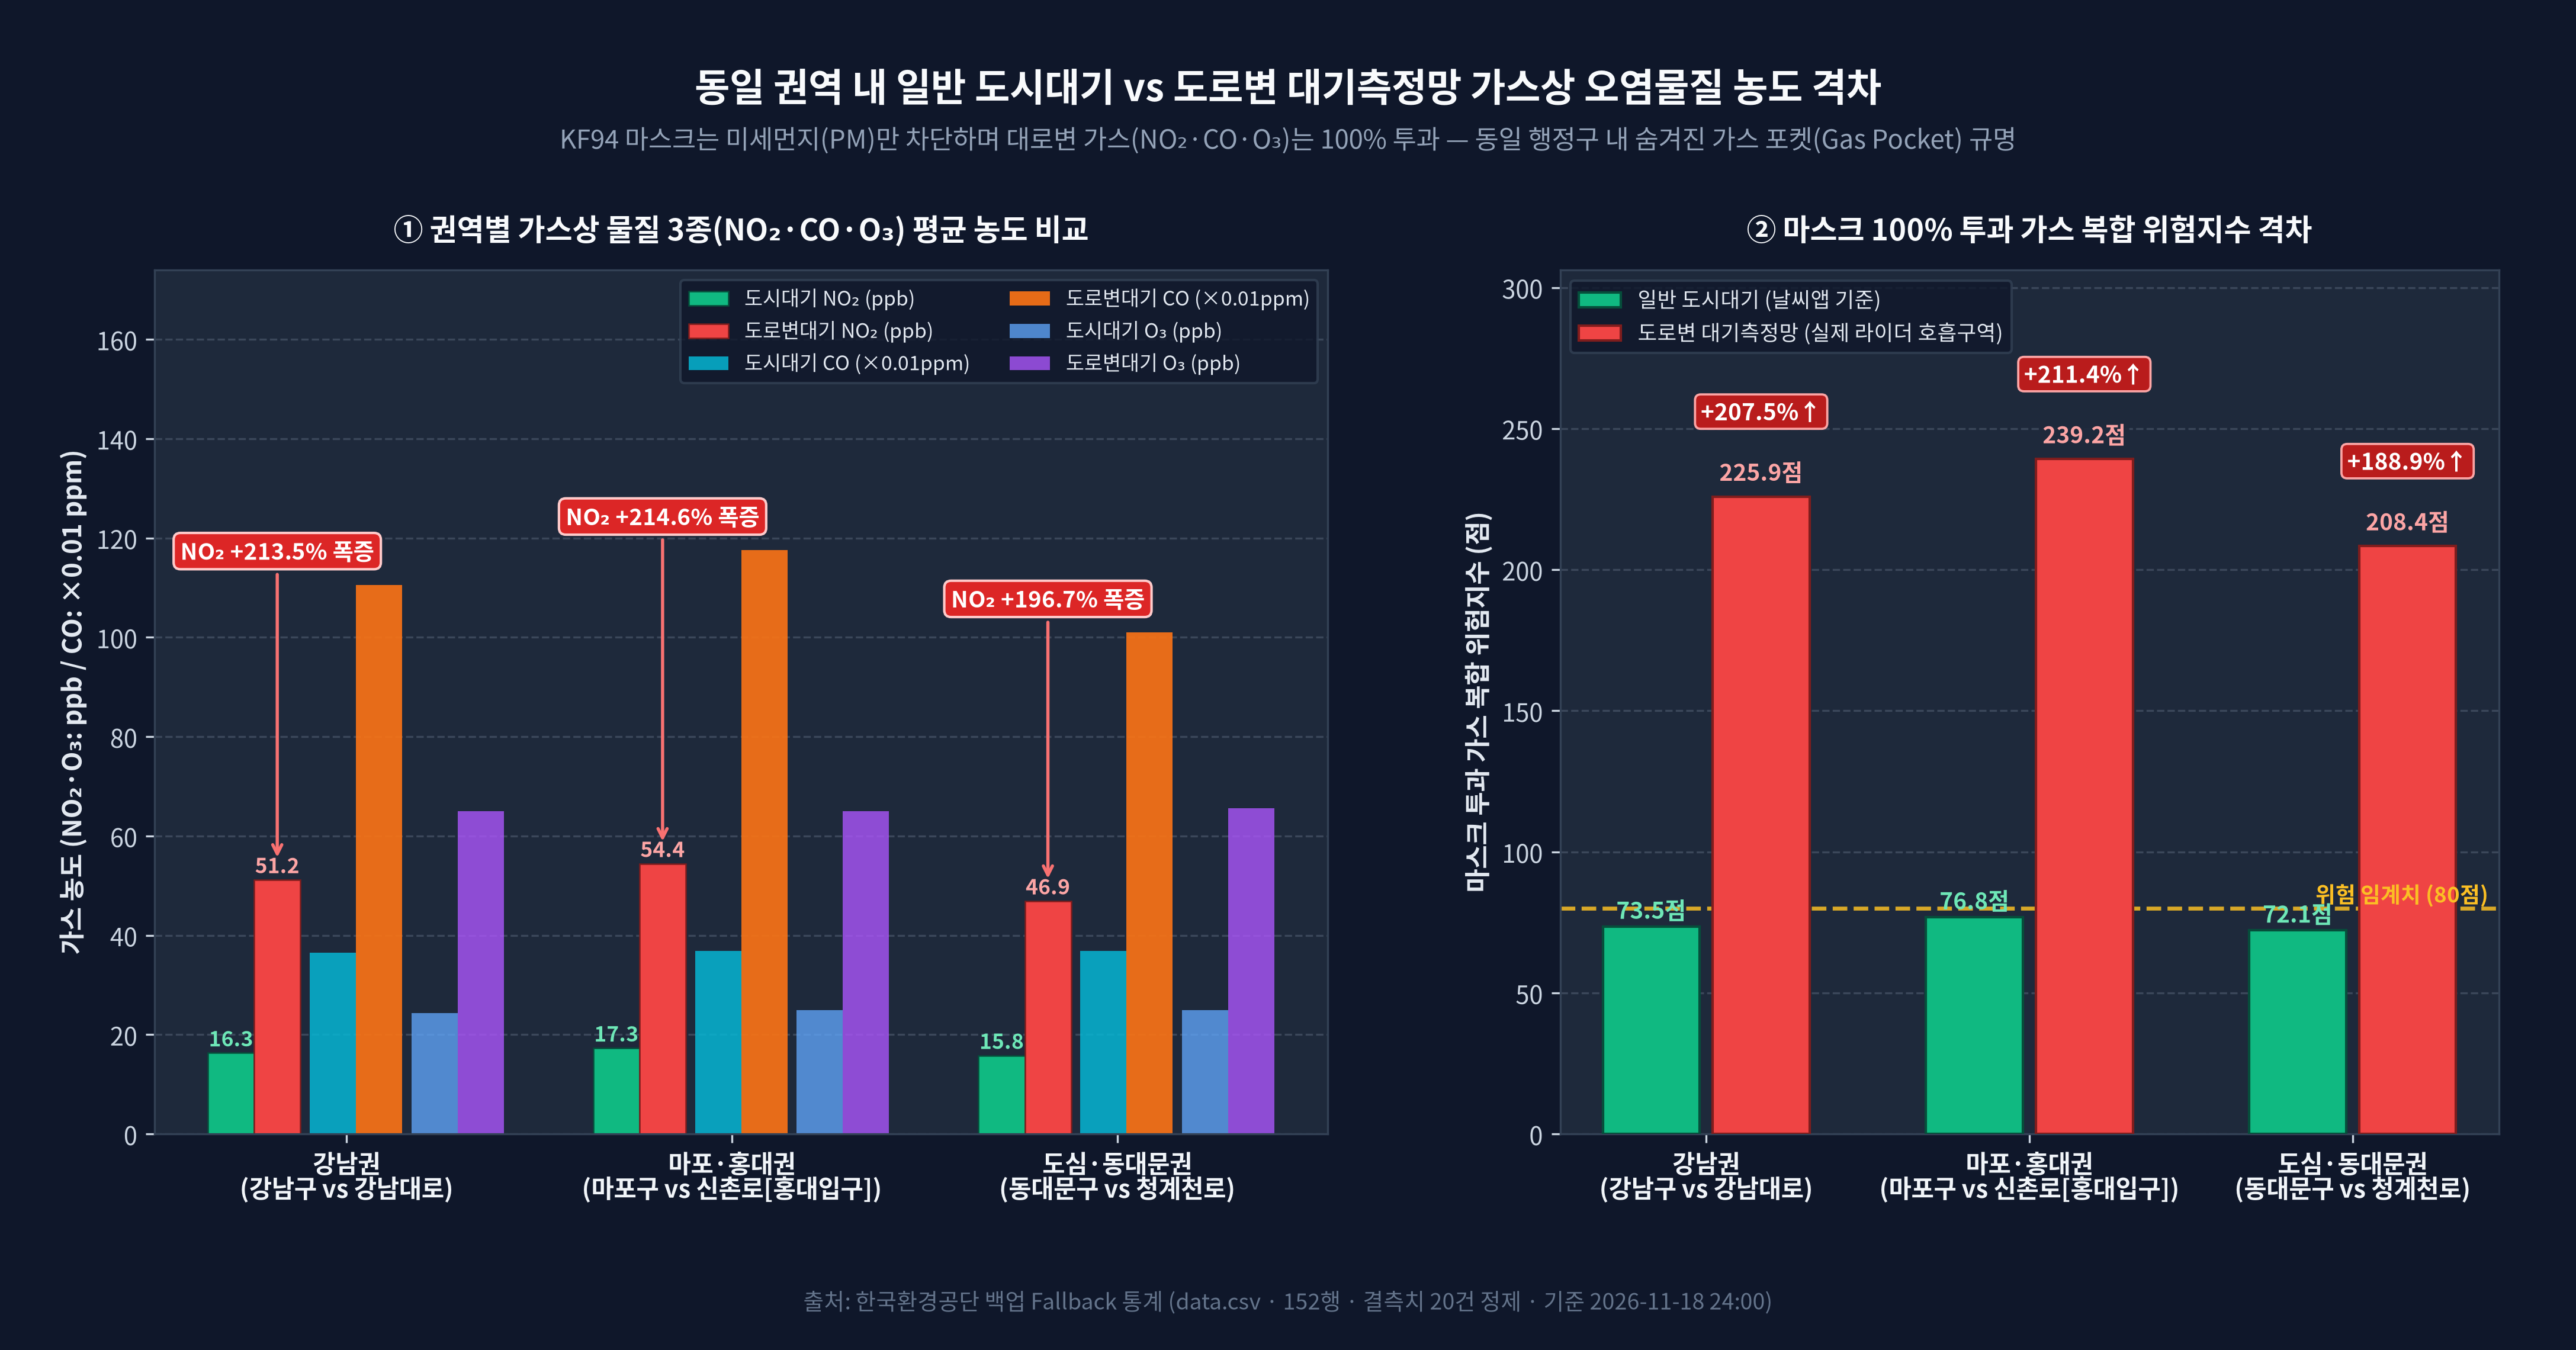 동일 권역 내 일반 도시대기 vs 도로변 대기측정망 가스상 오염물질 농도 격차
KF94 마스크는 미세먼지(PM)만 차단하며 대로변 가스(NO₂·CO·O₃)는 100% 투과 — 동일 행정구 내 숨겨진 가스 포켓(Gas Pocket) 규명
① 권역별 가스상 물질 3종(NO₂·CO·O₃) 평균 농도 비교
가스 농도 (NO₂·O₃: ppb / CO: ×0.01 ppm)
160
140
120
100
80
60
40
20
0
도시대기 NO₂ (ppb)
도로변대기 NO₂ (ppb)
도시대기 CO (×0.01ppm)
도로변대기 CO (×0.01ppm)
도시대기 O₃ (ppb)
도로변대기 O₃ (ppb)
NO₂ +213.5% 폭증
NO₂ +214.6% 폭증
NO₂ +196.7% 폭증
51.2
54.4
46.9
16.3
17.3
15.8
강남권
(강남구 vs 강남대로)
마포·홍대권
(마포구 vs 신촌로[홍대입구])
도심·동대문권
(동대문구 vs 청계천로)
② 마스크 100% 투과 가스 복합 위험지수 격차
마스크 투과 가스 복합 위험지수 (점)
300
250
200
150
100
50
0
일반 도시대기 (날씨앱 기준)
도로변 대기측정망 (실제 라이더 호흡구역)
+207.5%↑
+211.4%↑
+188.9%↑
225.9점
239.2점
208.4점
위험 임계치 (80점)
73.5점
76.8점
72.1점
강남권
(강남구 vs 강남대로)
마포·홍대권
(마포구 vs 신촌로[홍대입구])
도심·동대문권
(동대문구 vs 청계천로)
출처: 한국환경공단 백업 Fallback 통계 (data.csv · 152행 · 결측치 20건 정제 · 기준 2026-11-18 24:00)